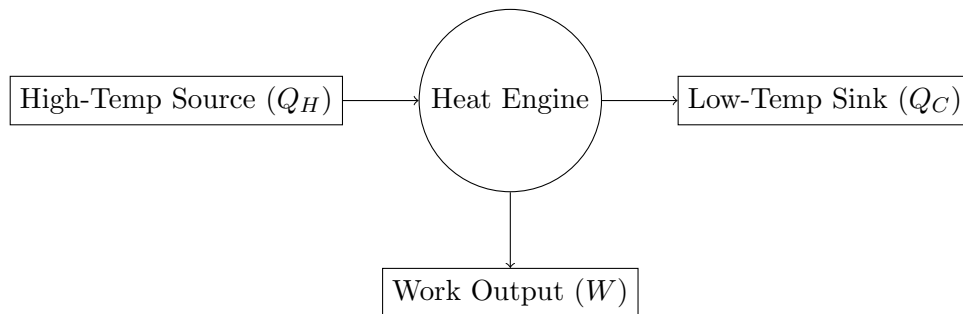 High-Temp Source ($Q_H$)
Heat Engine
Low-Temp Sink ($Q_C$)
Work Output ($W$)